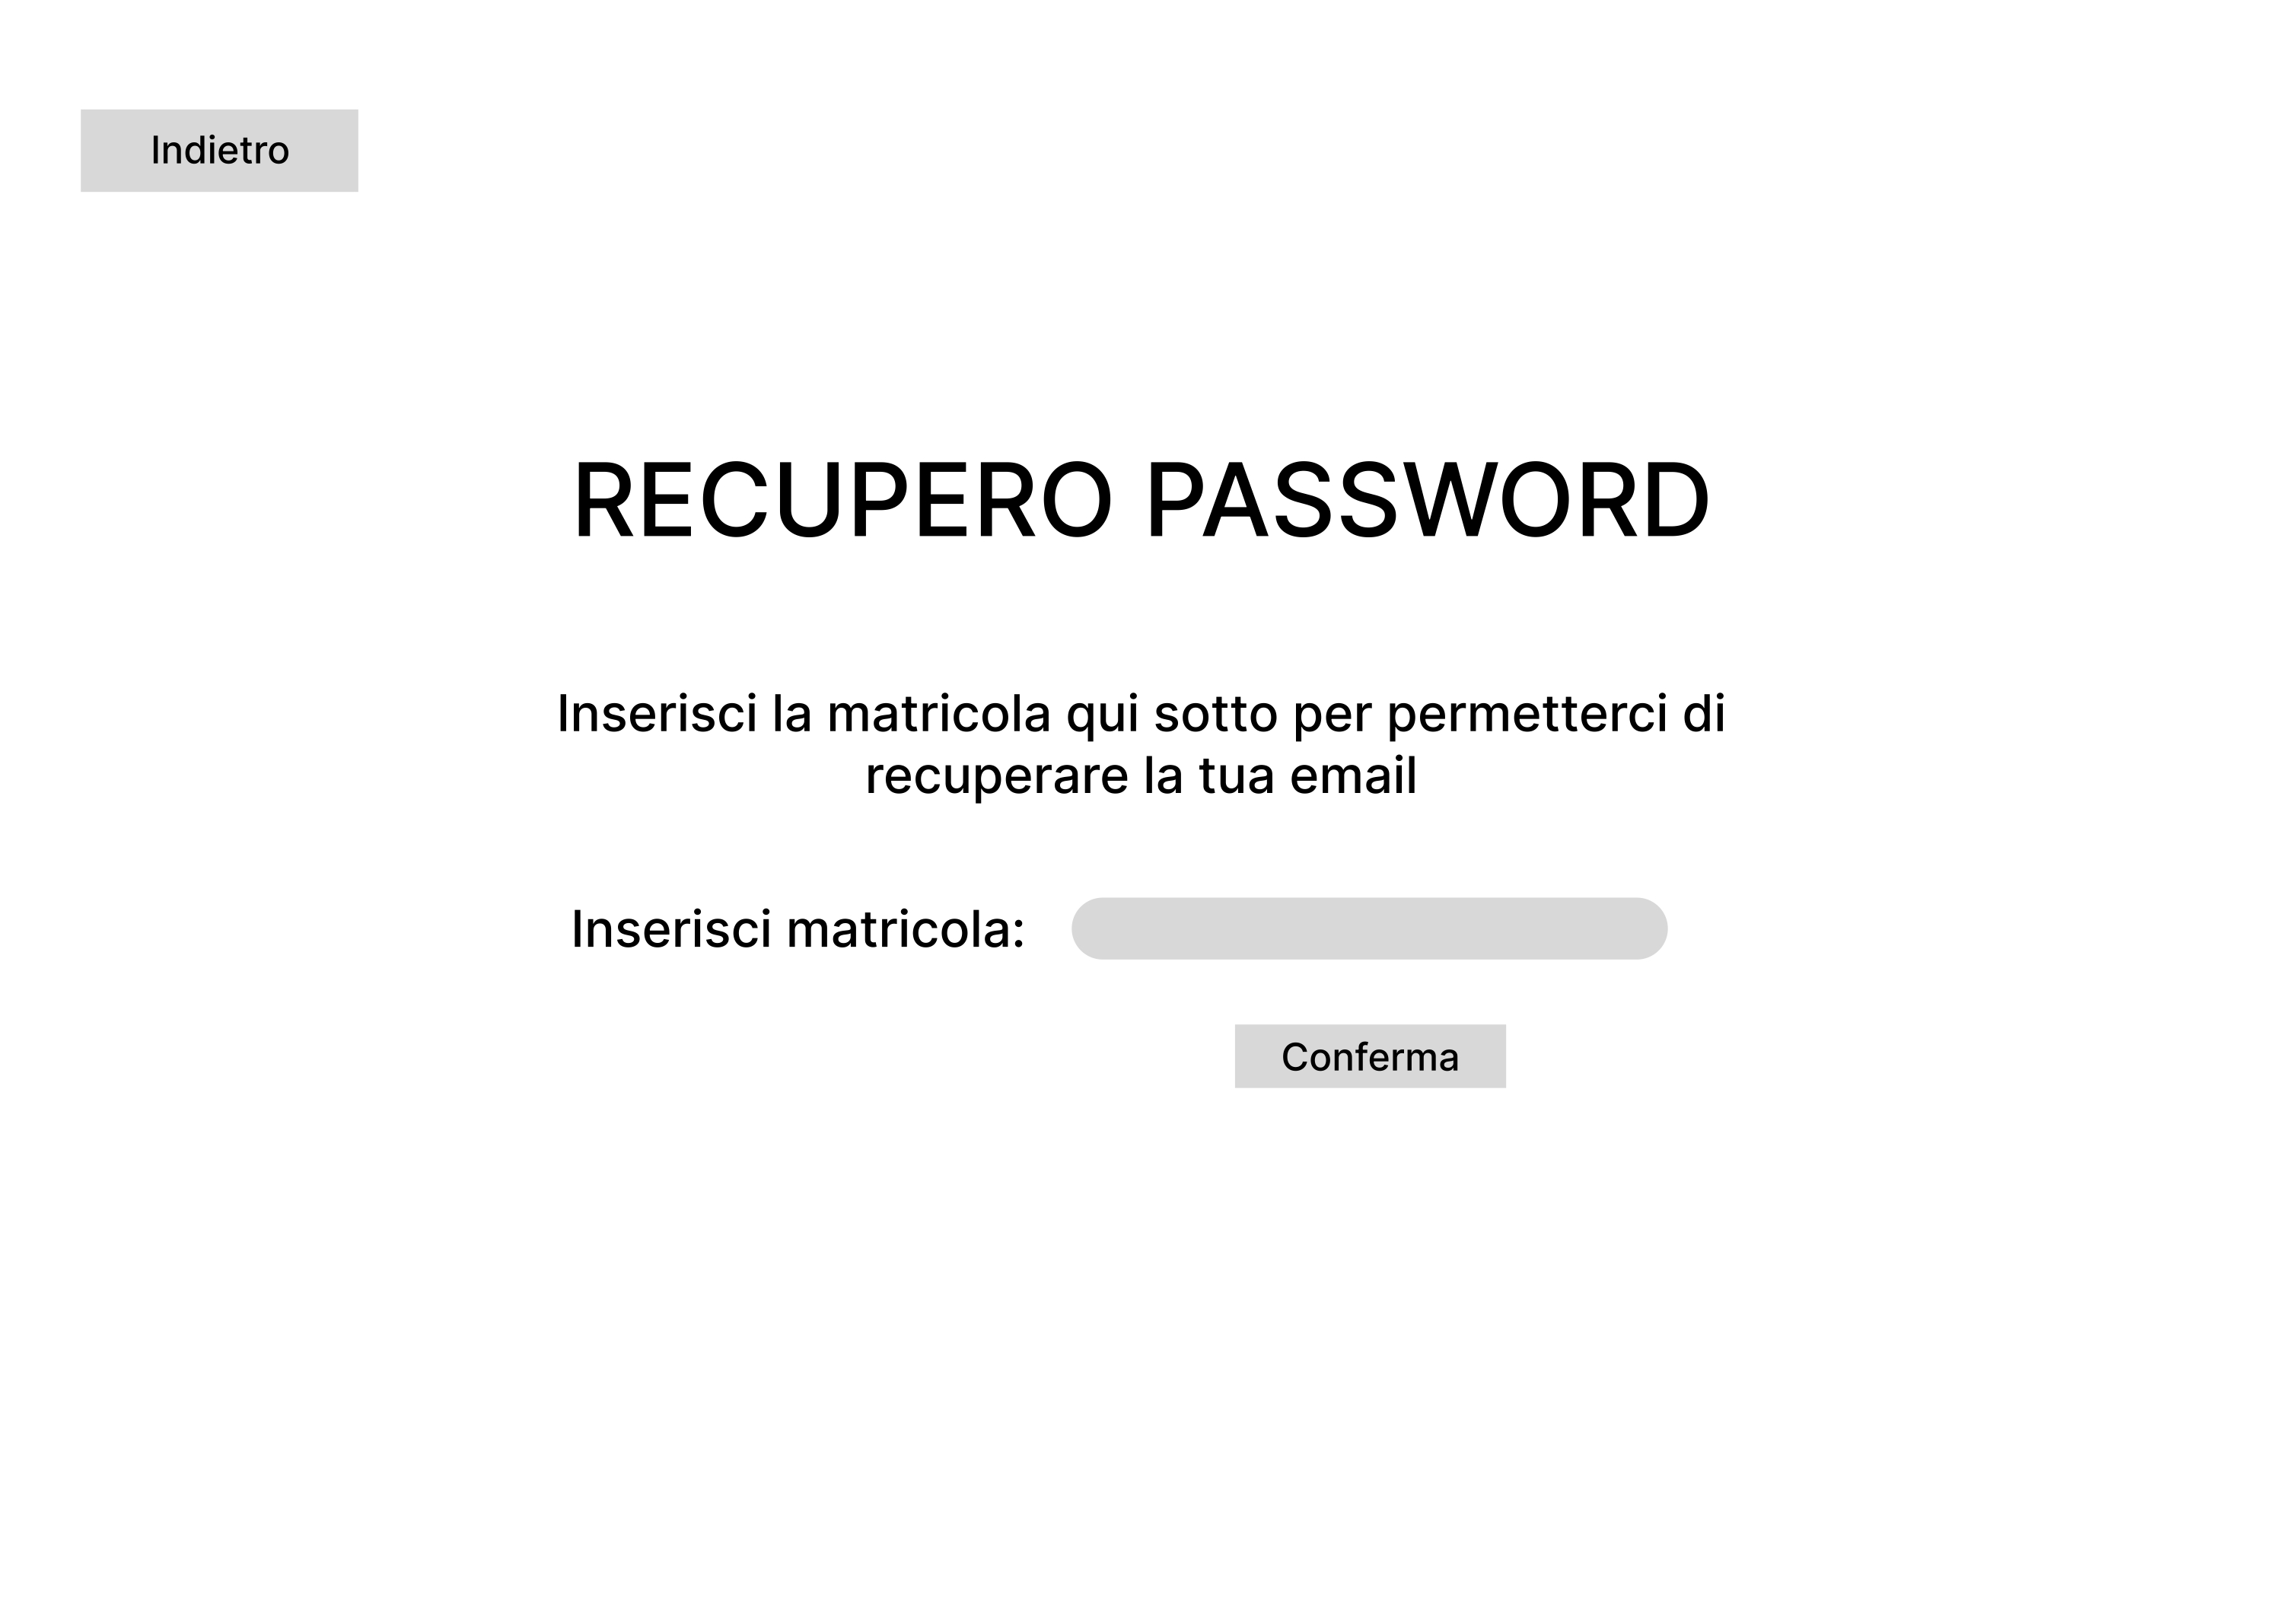 Indietro
RECUPERO PASSWORD
Inserisci la matricola qui sotto per permetterci di
recuperare la tua email
Inserisci matricola:
Conferma